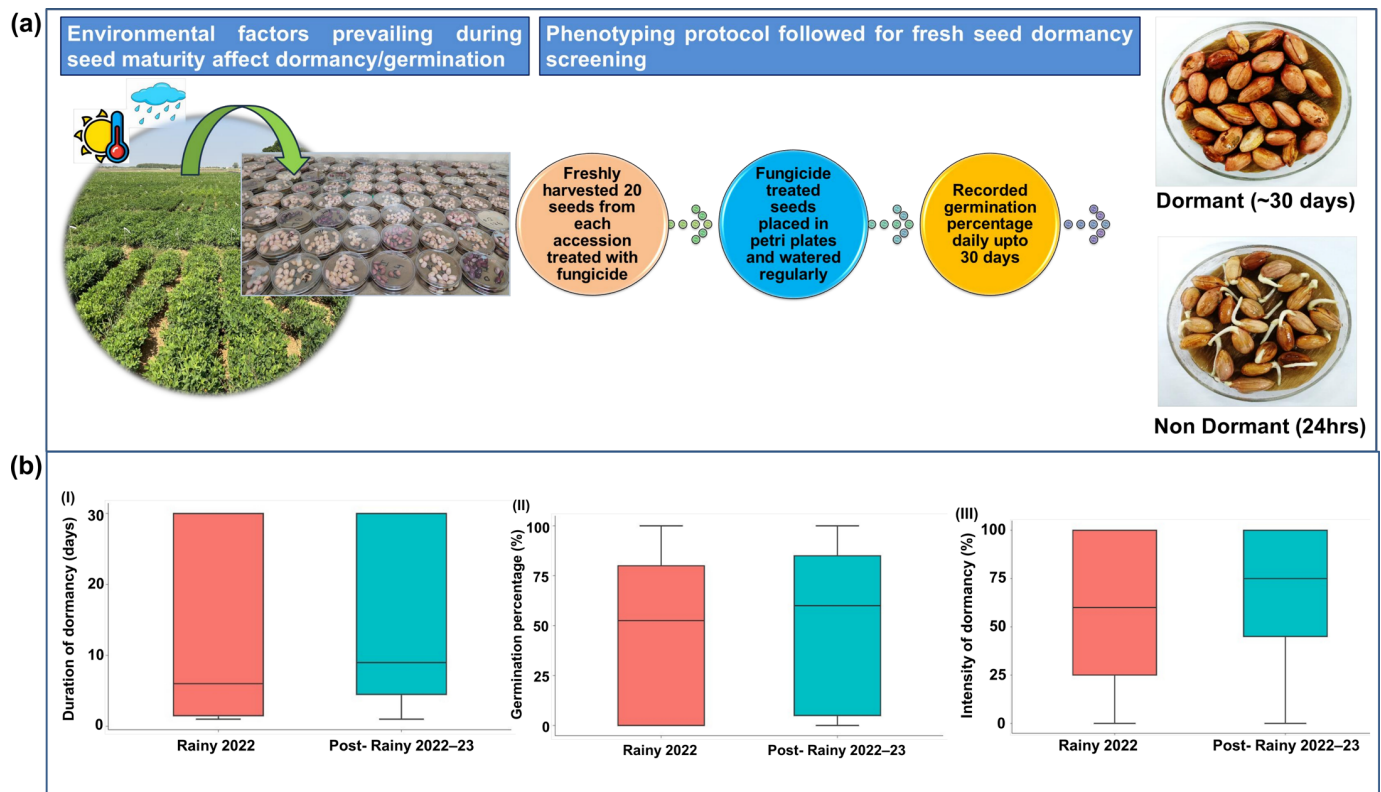 (a)
Environmental factors prevailing during
seed maturity affect dormancy/germination
Phenotyping protocol followed for fresh seed dormancy
screening
Freshly
harvested 20
seeds from
each
accession
treated with
fungicide
Fungicide
treated
seeds
placed in
petri plates
and watered
regularly
Recorded
germination
percentage
daily upto
30 days
Dormant (~30 days)
Non Dormant (24hrs)
(b)
(I)
Duration of dormancy (days)
30
20
10
0
Rainy 2022
Post- Rainy 2022–23
(II)
Germination percentage (%)
100
75
50
25
0
Rainy 2022
Post- Rainy 2022–23
(III)
Intensity of dormancy (%)
100
75
50
25
0
Rainy 2022
Post- Rainy 2022–23